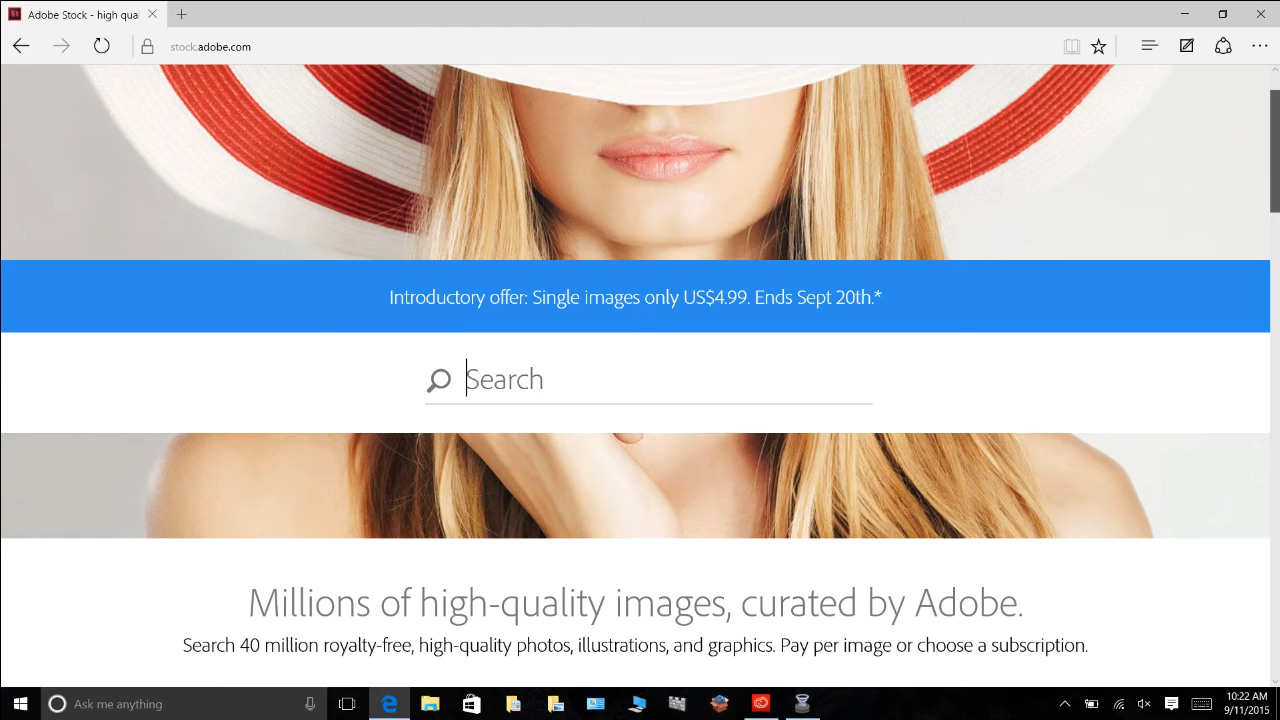 Adobe Stock - high qua
stock.adobe.com
Introductory offer: Single images only US$4.99. Ends Sept 20th.*
Search
Millions of high-quality images, curated by Adobe.
Search 40 million royalty-free, high-quality photos, illustrations, and graphics. Pay per image or choose a subscription.
Ask me anything
10:22 AM
9/11/2015